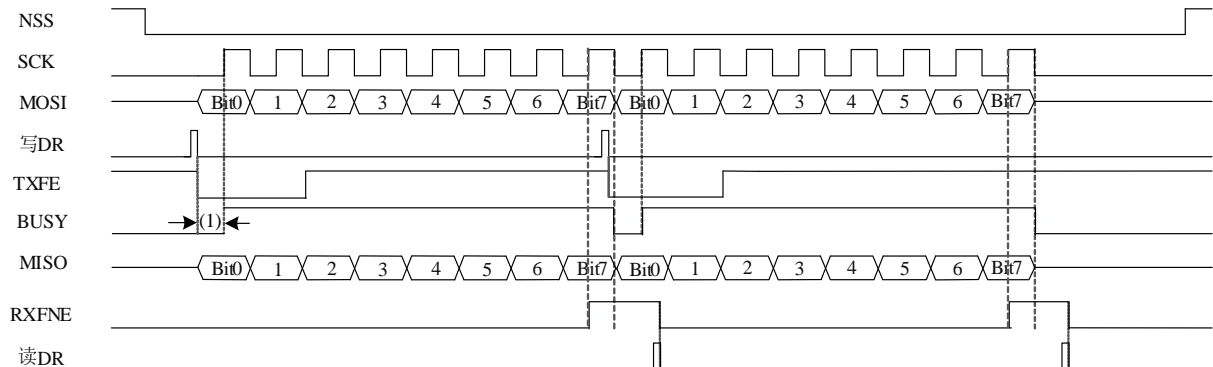 NSS
SCK
MOSI Bit0 1 2 3 4 5 6 Bit7 Bit0 1 2 3 4 5 6 Bit7
写DR
TXFE
BUSY (1)
MISO Bit0 1 2 3 4 5 6 Bit7 Bit0 1 2 3 4 5 6 Bit7
RXFNE
读DR